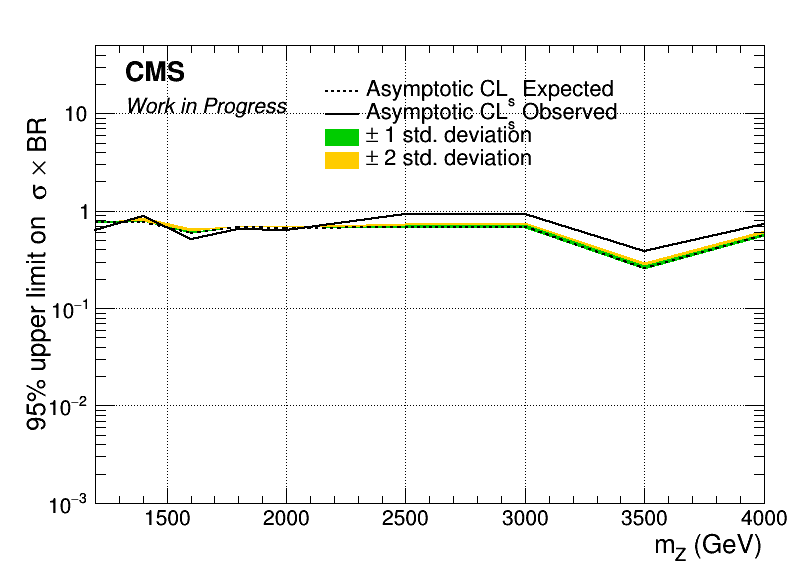 CMS
Work in Progress
Asymptotic CLs Expected
Asymptotic CLs Observed
± 1 std. deviation
± 2 std. deviation
95% upper limit on σ × BR
10
1
10⁻¹
10⁻²
10⁻³
1500 2000 2500 3000 3500 4000
mZ (GeV)